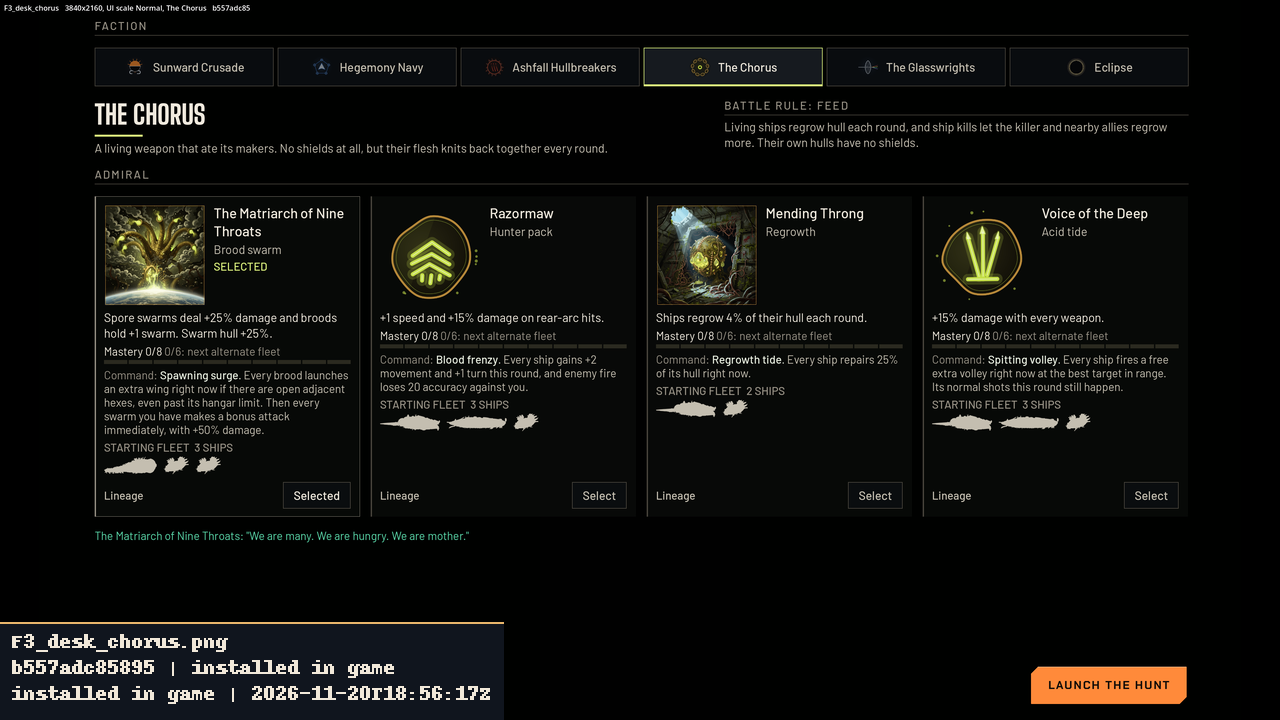 F3_desk_chorus 3840x2160, UI scale Normal, The Chorus b557adc85
FACTION
Sunward Crusade
Hegemony Navy
Ashfall Hullbreakers
The Chorus
The Glasswrights
Eclipse
THE CHORUS
A living weapon that ate its makers. No shields at all, but their flesh knits back together every round.
BATTLE RULE: FEED
Living ships regrow hull each round, and ship kills let the killer and nearby allies regrow
more. Their own hulls have no shields.
ADMIRAL
The Matriarch of Nine
Throats
Brood swarm
SELECTED
Spore swarms deal +25% damage and broods
hold +1 swarm. Swarm hull +25%.
Mastery 0/8 0/6: next alternate fleet
Command: Spawning surge. Every brood launches
an extra wing right now if there are open adjacent
hexes, even past its hangar limit. Then every
swarm you have makes a bonus attack
immediately, with +50% damage.
STARTING FLEET 3 SHIPS
Lineage
Selected
Razormaw
Hunter pack
+1 speed and +15% damage on rear-arc hits.
Mastery 0/8 0/6: next alternate fleet
Command: Blood frenzy. Every ship gains +2
movement and +1 turn this round, and enemy fire
loses 20 accuracy against you.
STARTING FLEET 3 SHIPS
Lineage
Select
Mending Throng
Regrowth
Ships regrow 4% of their hull each round.
Mastery 0/8 0/6: next alternate fleet
Command: Regrowth tide. Every ship repairs 25%
of its hull right now.
STARTING FLEET 2 SHIPS
Lineage
Select
Voice of the Deep
Acid tide
+15% damage with every weapon.
Mastery 0/8 0/6: next alternate fleet
Command: Spitting volley. Every ship fires a free
extra volley right now at the best target in range.
Its normal shots this round still happen.
STARTING FLEET 3 SHIPS
Lineage
Select
The Matriarch of Nine Throats: "We are many. We are hungry. We are mother."
F3_desk_chorus.png
b557adc85895 | installed in game
installed in game | 2026-11-20T18:56:17Z
LAUNCH THE HUNT